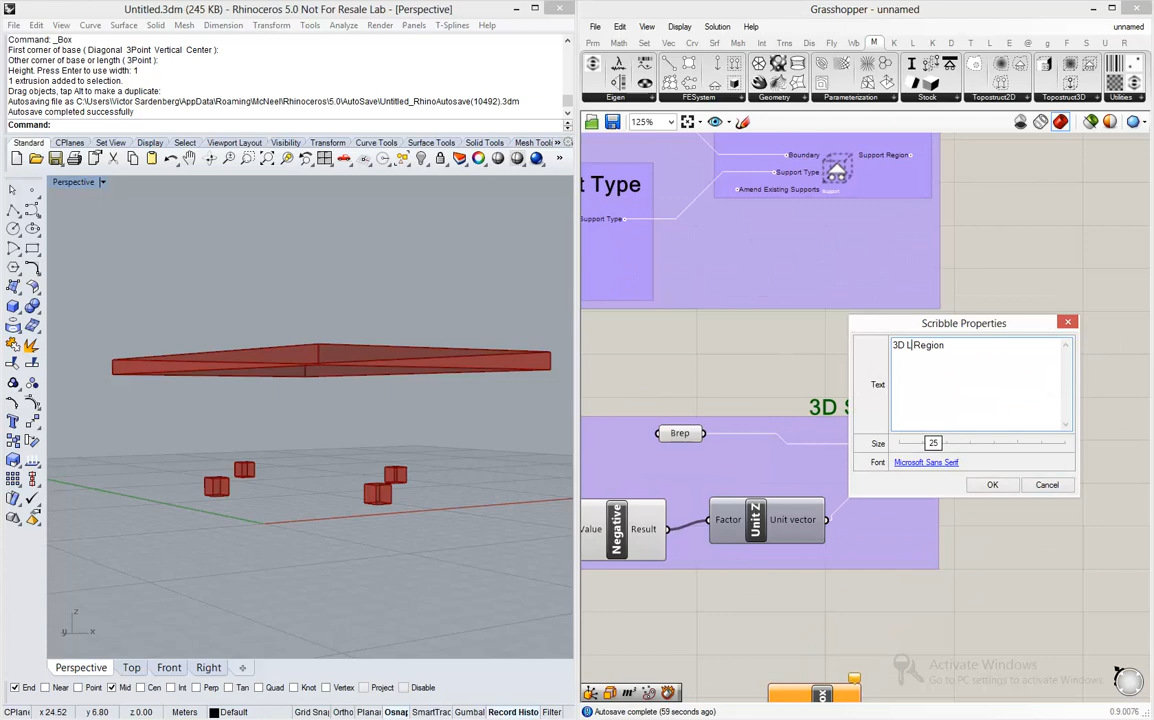 Untitled.3dm (245 KB) - Rhinoceros 5.0 Not For Resale Lab - [Perspective]
File Edit View Curve Surface Solid Mesh Dimension Transform Tools Analyze Render Panels T-Splines Help
Command: _Box
First corner of base ( Diagonal 3Point Vertical Center ):
Other corner of base or length ( 3Point ):
Height. Press Enter to use width: 1
1 extrusion added to selection.
Drag objects, tap Alt to make a duplicate:
Autosaving file as C:\Users\Victor Sardenberg\AppData\Roaming\McNeel\Rhinoceros\5.0\AutoSave\Untitled_RhinoAutosave(10492).3dm
Autosave completed successfully
Command:
Standard CPlanes Set View Display Select Viewport Layout Visibility Transform Curve Tools Surface Tools Solid Tools Mesh Tools
Perspective
z
y x
Perspective Top Front Right
End Near Point Mid Cen Int Perp Tan Quad Knot Vertex Project Disable
CPlane x 24.52 y 6.80 z 0.00 Meters Default Grid Snap Ortho Planar Osnap SmartTrac Gumbal Record Histo Filter
Grasshopper - unnamed
File Edit View Display Solution Help unnamed
Prm Math Set Vec Crv Srf Msh Int Trns Dis Fly Wb M K L K D T L E @ g F S U R
Eigen FESystem Geometry Parameterization Stock Topostruct2D Topostruct3D Utilities
125%
Boundary Support Region
Support Type
Amend Existing Supports Support
t Type
Support Type
3D S
Brep
Value Negative Result
Factor Unit Z Unit vector
Scribble Properties
Text
3D L Region
Size 25
Font Microsoft Sans Serif
OK Cancel
Activate Windows
Go to PC settings to activate Windows.
Autosave complete (59 seconds ago)
0.9.0076